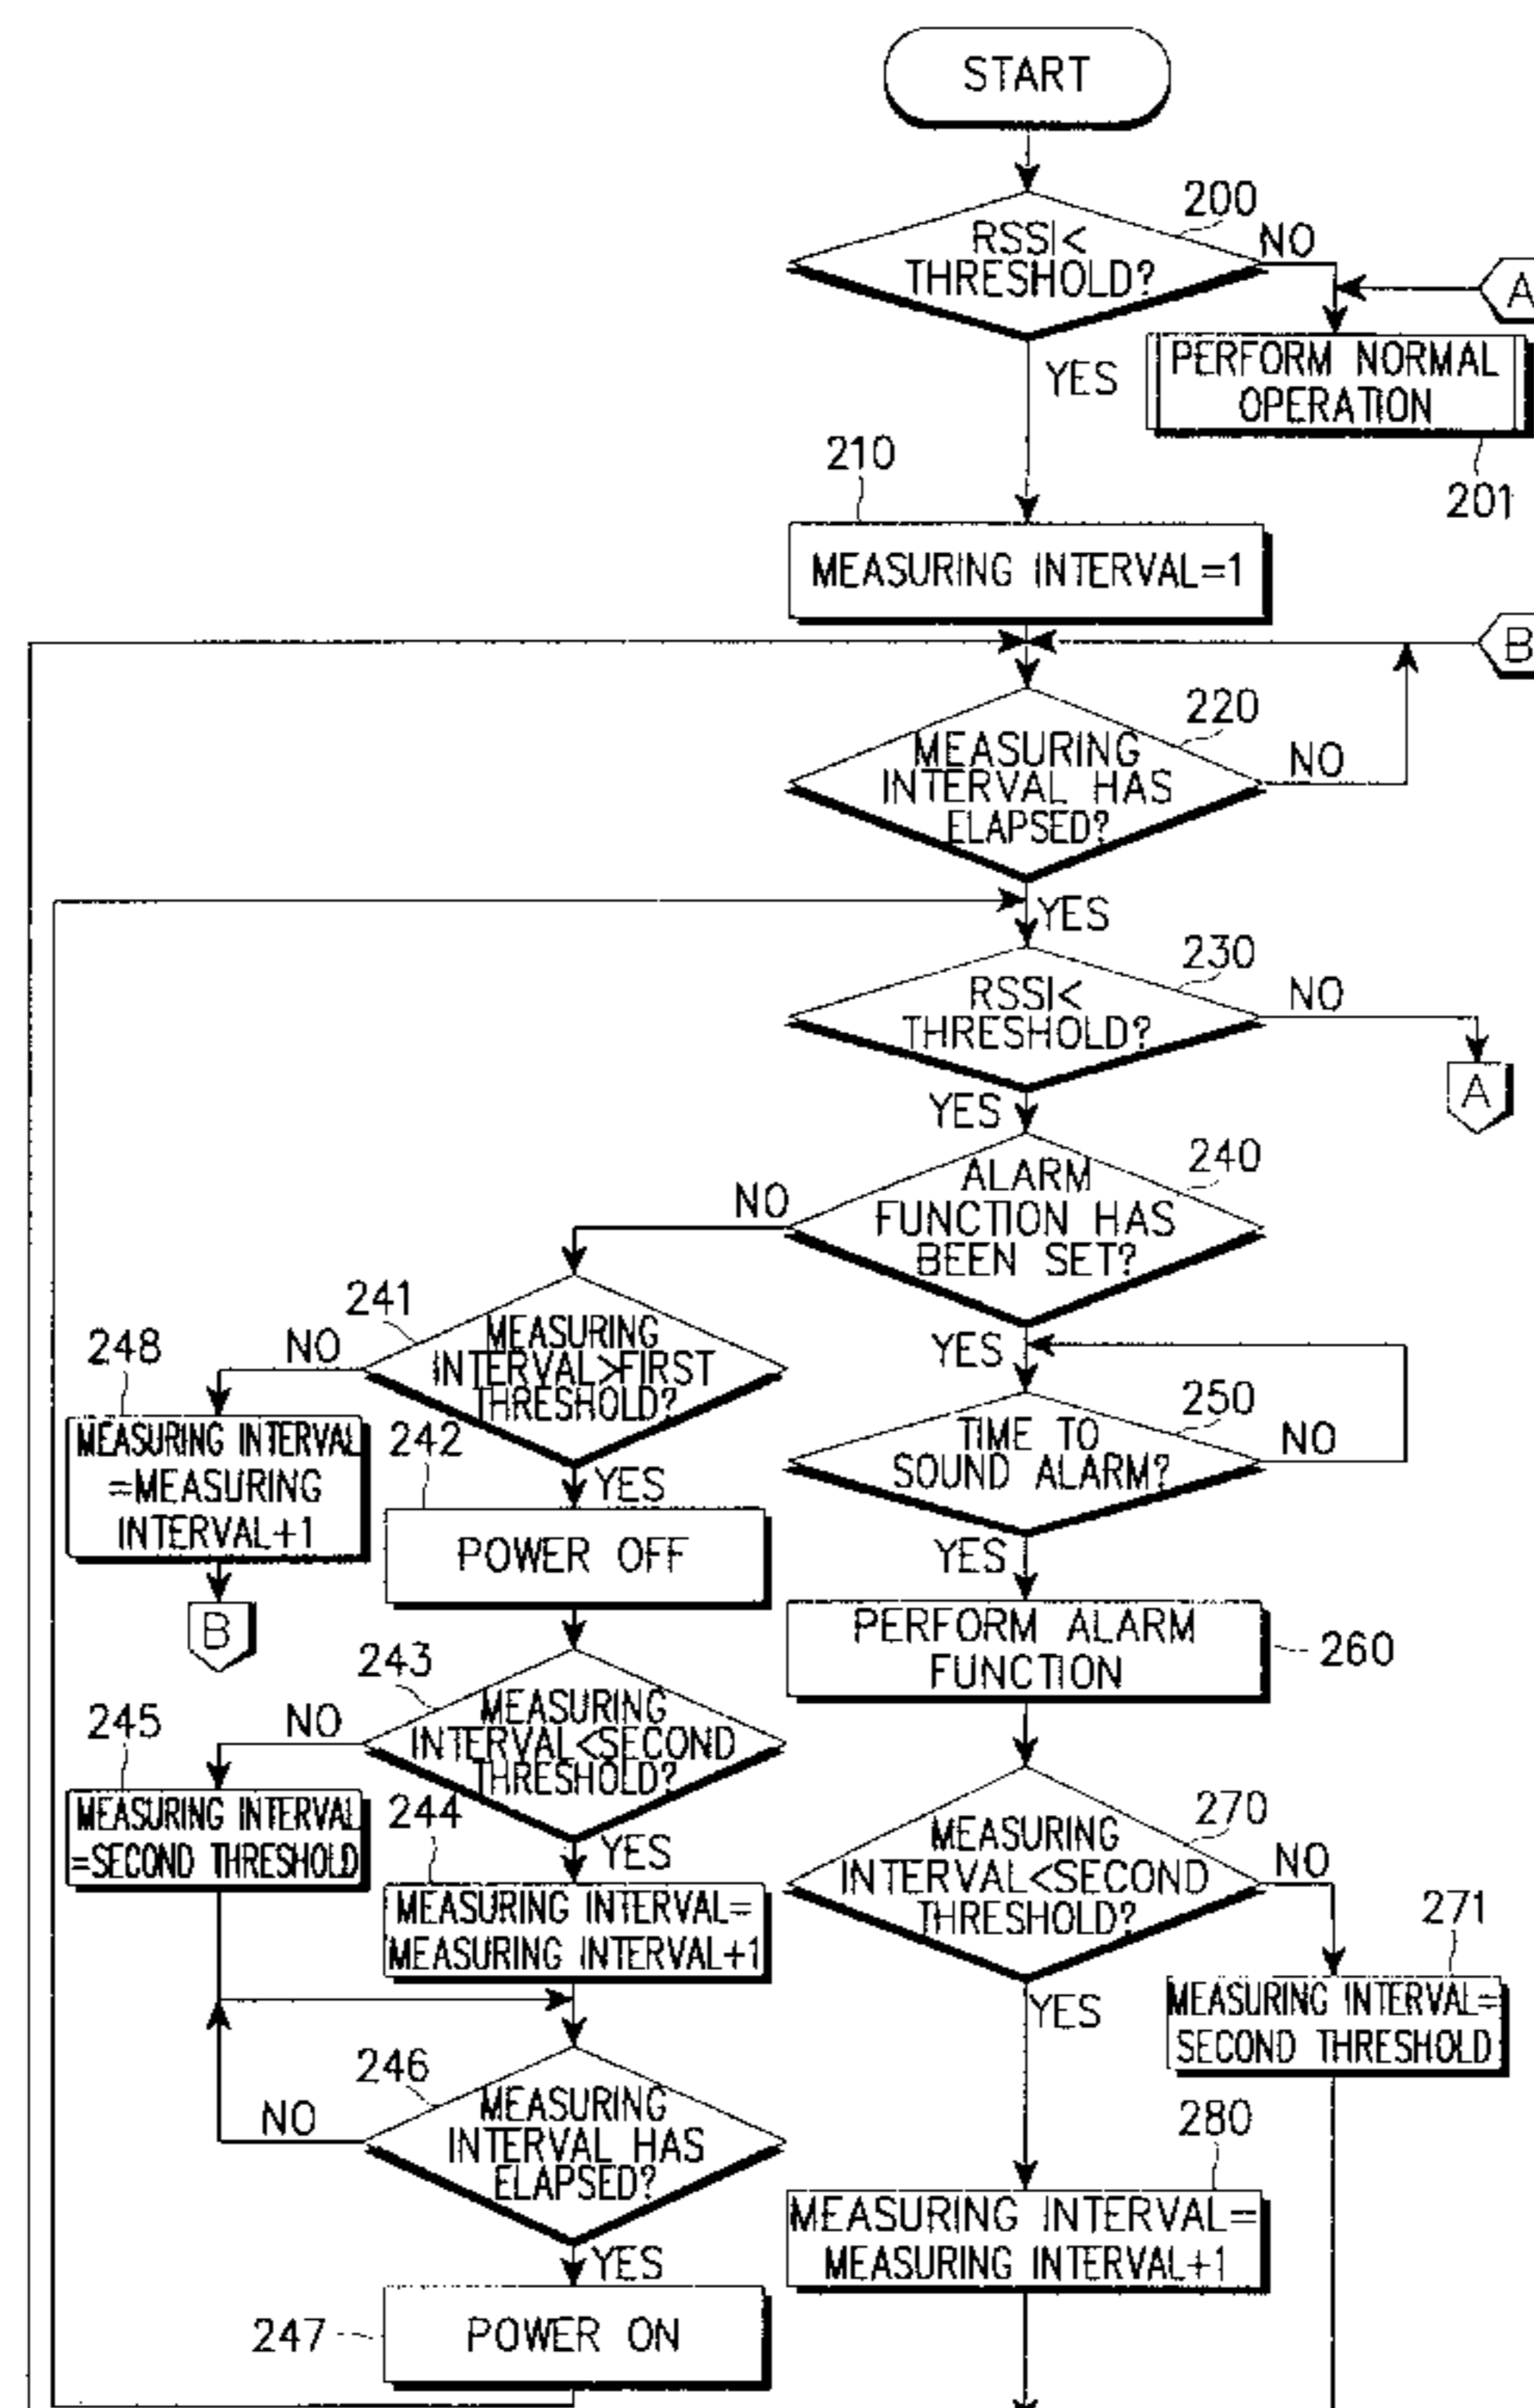 START
200
RSSI<
THRESHOLD?
NO
A
YES
PERFORM NORMAL
OPERATION
201
210
MEASURING INTERVAL=1
B
220
MEASURING
INTERVAL HAS
ELAPSED?
NO
YES
230
RSSI<
THRESHOLD?
NO
A
YES
240
ALARM
FUNCTION HAS
BEEN SET?
NO
YES
241
MEASURING
INTERVAL>FIRST
THRESHOLD?
NO
YES
248
MEASURING INTERVAL
=MEASURING
INTERVAL+1
B
242
POWER OFF
250
TIME TO
SOUND ALARM?
NO
YES
PERFORM ALARM
FUNCTION
260
243
MEASURING
INTERVAL<SECOND
THRESHOLD?
NO
YES
245
MEASURING INTERVAL
=SECOND THRESHOLD
244
MEASURING INTERVAL=
MEASURING INTERVAL+1
270
MEASURING
INTERVAL<SECOND
THRESHOLD?
NO
YES
271
MEASURING INTERVAL=
SECOND THRESHOLD
246
MEASURING
INTERVAL HAS
ELAPSED?
NO
YES
280
MEASURING INTERVAL=
MEASURING INTERVAL+1
247
POWER ON